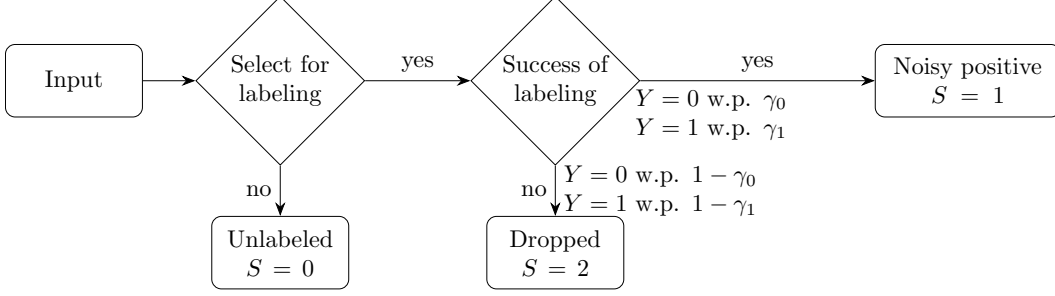 Input
Select for
labeling
yes
Success of
labeling
yes
Noisy positive
S = 1
Y = 0 w.p. γ₀
Y = 1 w.p. γ₁
no
Unlabeled
S = 0
no
Y = 0 w.p. 1 − γ₀
Y = 1 w.p. 1 − γ₁
Dropped
S = 2